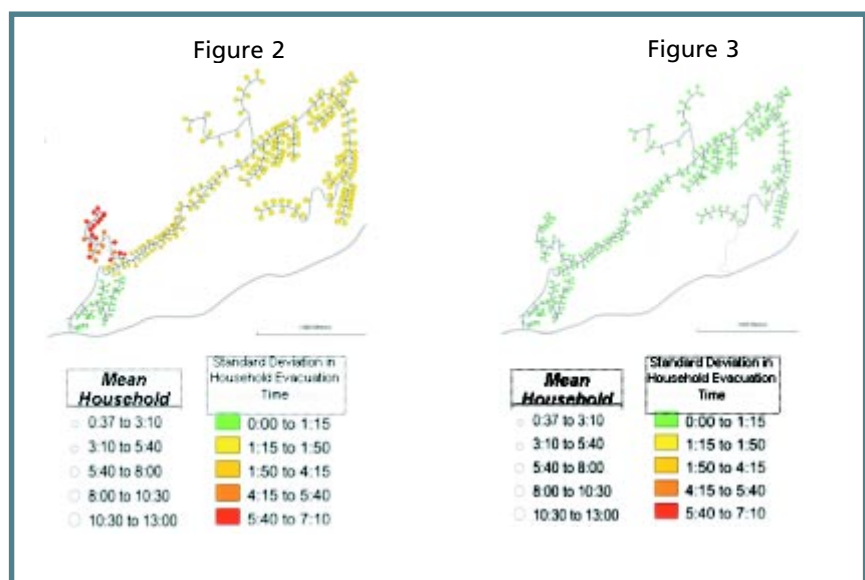 Figure 2
Figure 3
Mean
Household
0:37 to 3:10
3:10 to 5:40
5:40 to 8:00
8:00 to 10:30
10:30 to 13:00
Standard Deviation in
Household Evacuation
Time
0:00 to 1:15
1:15 to 1:50
1:50 to 4:15
4:15 to 5:40
5:40 to 7:10
Mean
Household
0:37 to 3:10
3:10 to 5:40
5:40 to 8:00
8:00 to 10:30
10:30 to 13:00
Standard Deviation in
Household Evacuation
Time
0:00 to 1:15
1:15 to 1:50
1:50 to 4:15
4:15 to 5:40
5:40 to 7:10